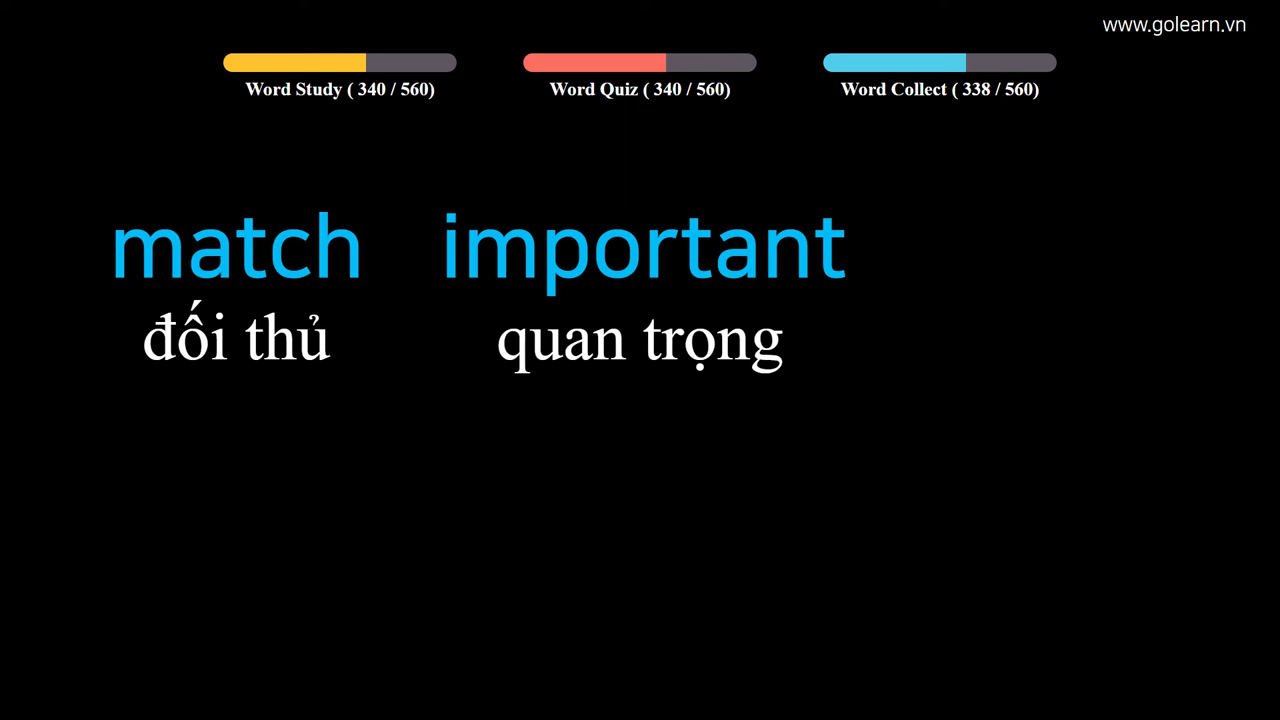 www.golearn.vn
Word Study ( 340 / 560) Word Quiz ( 340 / 560) Word Collect ( 338 / 560)
match important
đối thủ quan trọng